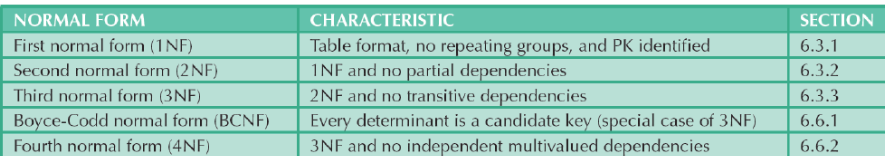 NORMAL FORM CHARACTERISTIC SECTION
First normal form (1NF) Table format, no repeating groups, and PK identified 6.3.1
Second normal form (2NF) 1NF and no partial dependencies 6.3.2
Third normal form (3NF) 2NF and no transitive dependencies 6.3.3
Boyce-Codd normal form (BCNF) Every determinant is a candidate key (special case of 3NF) 6.6.1
Fourth normal form (4NF) 3NF and no independent multivalued dependencies 6.6.2